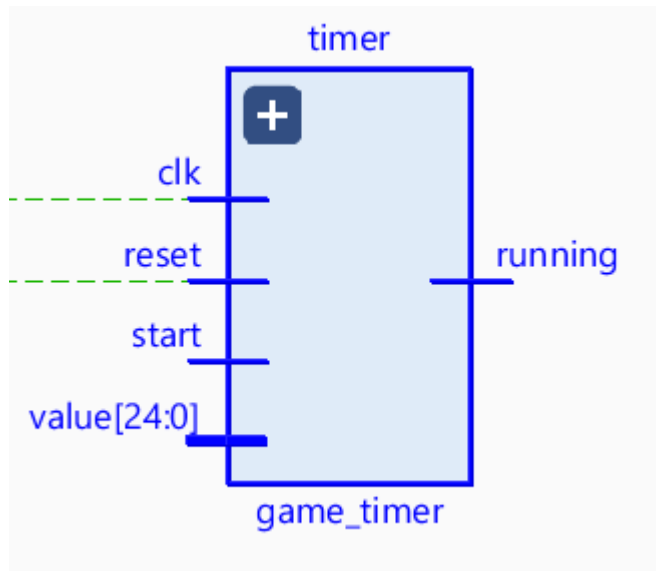 timer
clk
reset
running
start
value[24:0]
game_timer